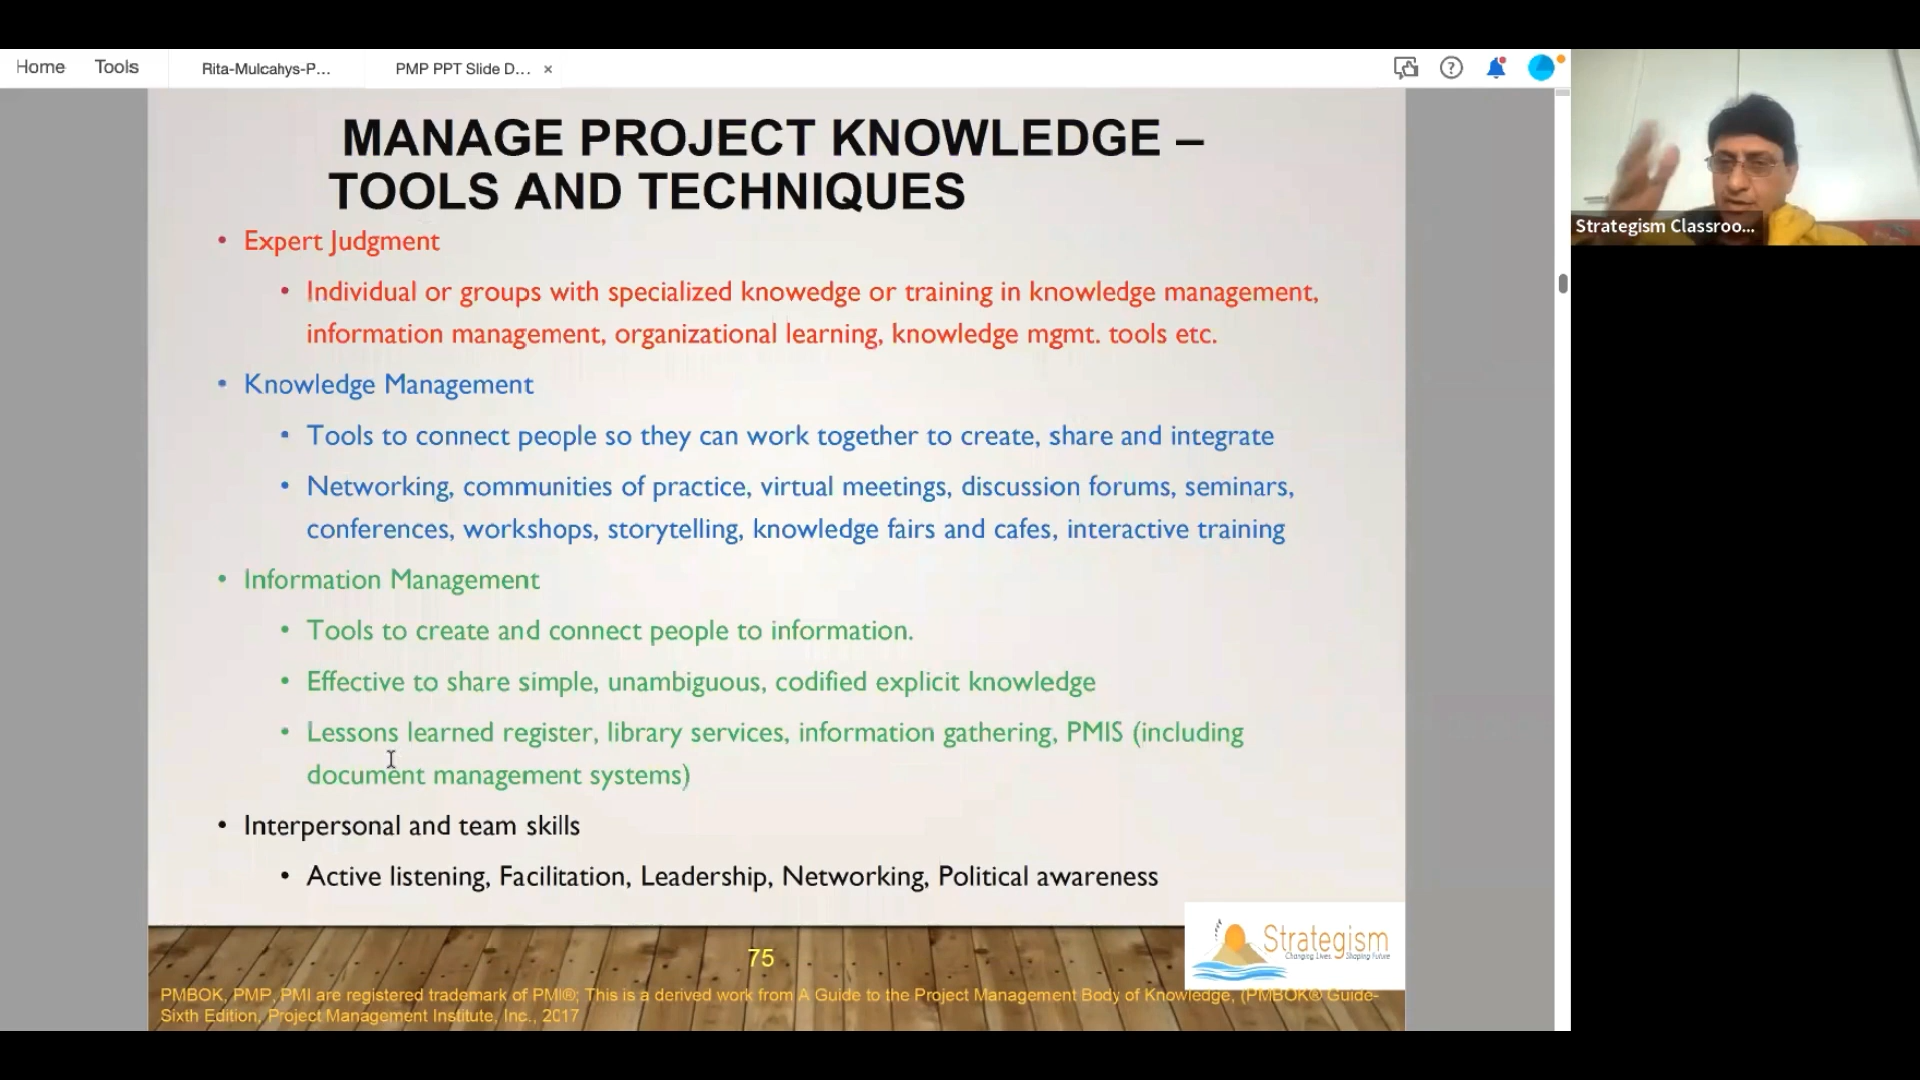 Home Tools Rita-Mulcahys-P... PMP PPT Slide D... ×
MANAGE PROJECT KNOWLEDGE –
TOOLS AND TECHNIQUES
Strategism Classroo...
• Expert Judgment
• Individual or groups with specialized knowedge or training in knowledge management,
information management, organizational learning, knowledge mgmt. tools etc.
• Knowledge Management
• Tools to connect people so they can work together to create, share and integrate
• Networking, communities of practice, virtual meetings, discussion forums, seminars,
conferences, workshops, storytelling, knowledge fairs and cafes, interactive training
• Information Management
• Tools to create and connect people to information.
• Effective to share simple, unambiguous, codified explicit knowledge
• Lessons learned register, library services, information gathering, PMIS (including
document management systems)
• Interpersonal and team skills
• Active listening, Facilitation, Leadership, Networking, Political awareness
Strategism
Changing Lives. Shaping Future
75
PMBOK, PMP, PMI are registered trademark of PMI®; This is a derived work from A Guide to the Project Management Body of Knowledge, (PMBOK® Guide-
Sixth Edition, Project Management Institute, Inc., 2017